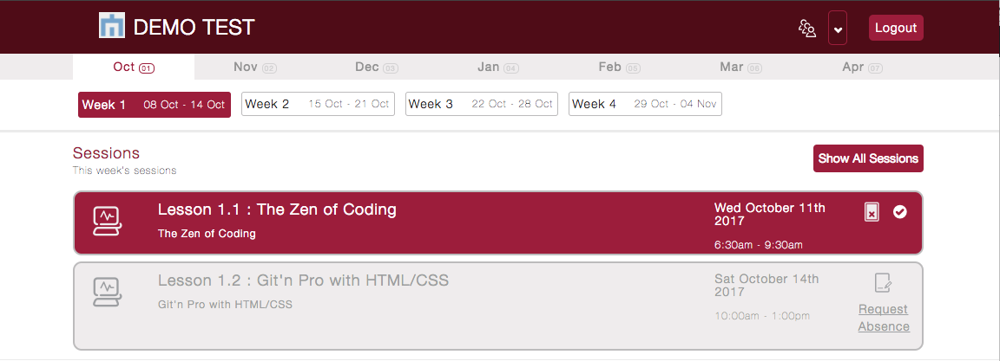 DEMO TEST
Logout
Oct 01 Nov 02 Dec 03 Jan 04 Feb 05 Mar 06 Apr 07
Week 1 08 Oct - 14 Oct Week 2 15 Oct - 21 Oct Week 3 22 Oct - 28 Oct Week 4 29 Oct - 04 Nov
Sessions
This week's sessions
Show All Sessions
Lesson 1.1 : The Zen of Coding
The Zen of Coding
Wed October 11th
2017
6:30am - 9:30am
Lesson 1.2 : Git'n Pro with HTML/CSS
Git'n Pro with HTML/CSS
Sat October 14th
2017
10:00am - 1:00pm
Request
Absence